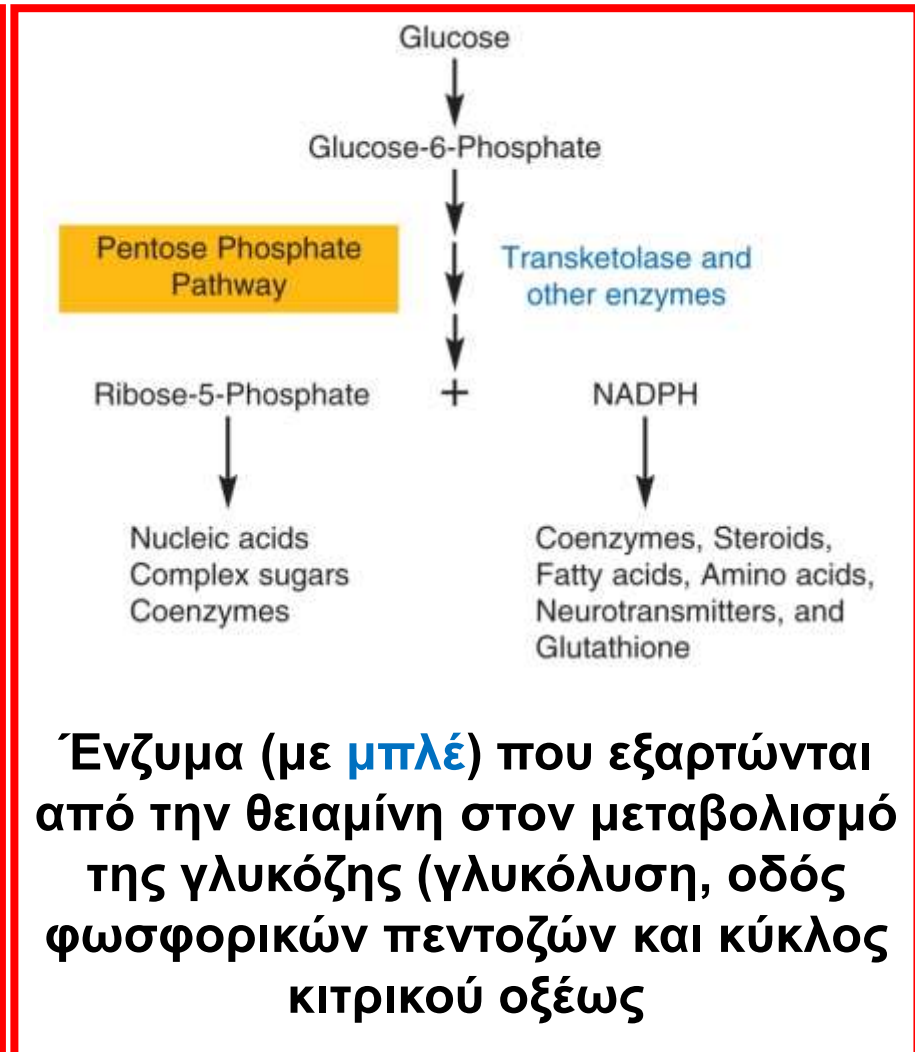 Glucose
Glucose-6-Phosphate
Pentose Phosphate
Pathway
Transketolase and
other enzymes
Ribose-5-Phosphate
+
NADPH
Nucleic acids
Complex sugars
Coenzymes
Coenzymes, Steroids,
Fatty acids, Amino acids,
Neurotransmitters, and
Glutathione
Ένζυμα (με μπλέ) που εξαρτώνται
από την θειαμίνη στον μεταβολισμό
της γλυκόζης (γλυκόλυση, οδός
φωσφορικών πεντοζών και κύκλος
κιτρικού οξέως